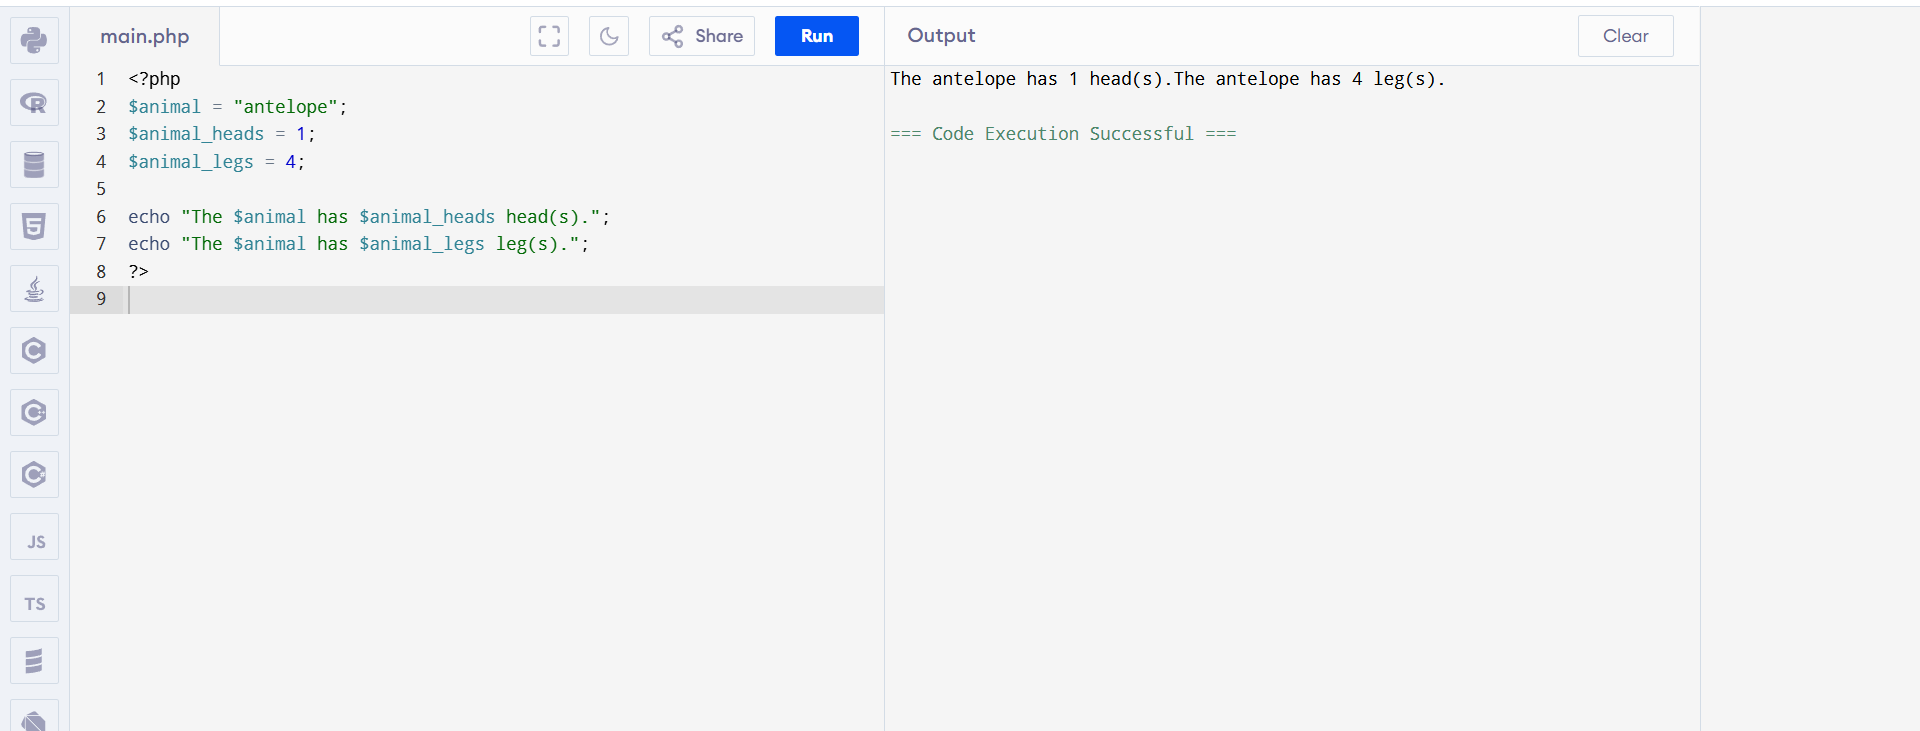 main.php
Share
Run
Output
Clear
1 <?php
2 $animal = "antelope";
3 $animal_heads = 1;
4 $animal_legs = 4;
5
6 echo "The $animal has $animal_heads head(s).";
7 echo "The $animal has $animal_legs leg(s).";
8 ?>
9
The antelope has 1 head(s).The antelope has 4 leg(s).
=== Code Execution Successful ===
R
5
C
C
C
JS
TS